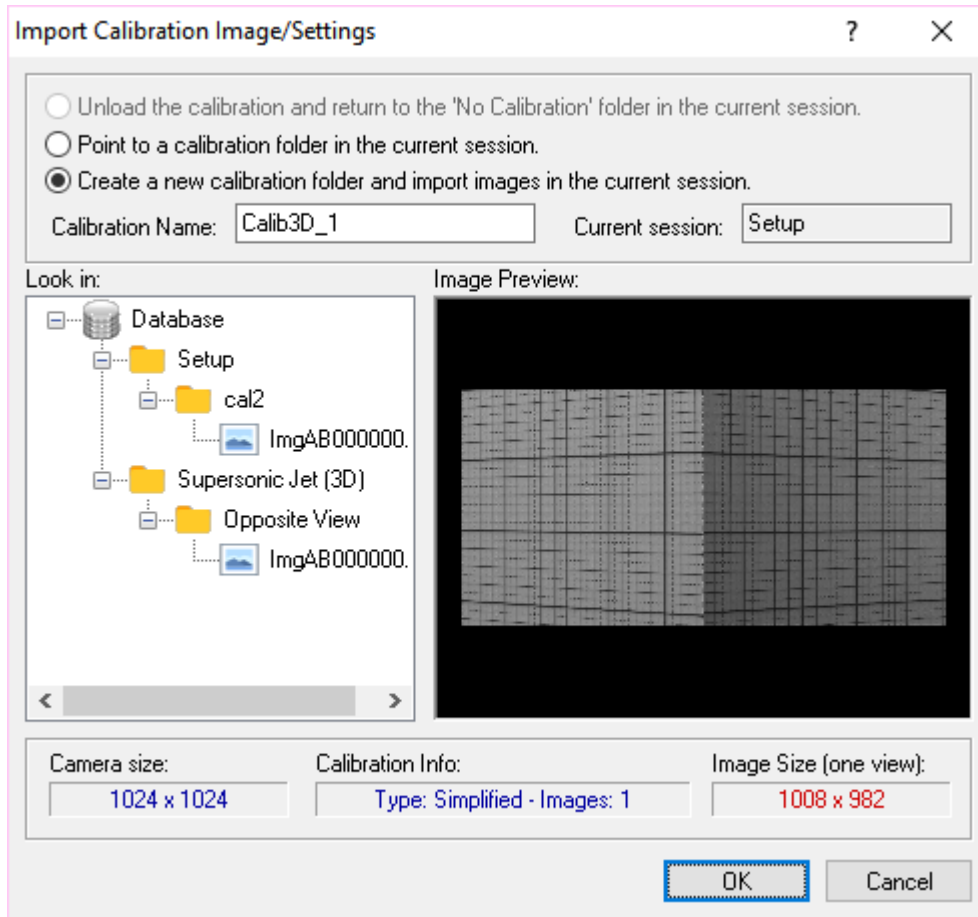 Import Calibration Image/Settings
?
Unload the calibration and return to the 'No Calibration' folder in the current session.
Point to a calibration folder in the current session.
Create a new calibration folder and import images in the current session.
Calibration Name: Calib3D_1 Current session: Setup
Look in: Image Preview:
Database
Setup
cal2
ImgAB000000.
Supersonic Jet (3D)
Opposite View
ImgAB000000.
Camera size: Calibration Info: Image Size (one view):
1024 x 1024 Type: Simplified - Images: 1 1008 x 982
OK Cancel